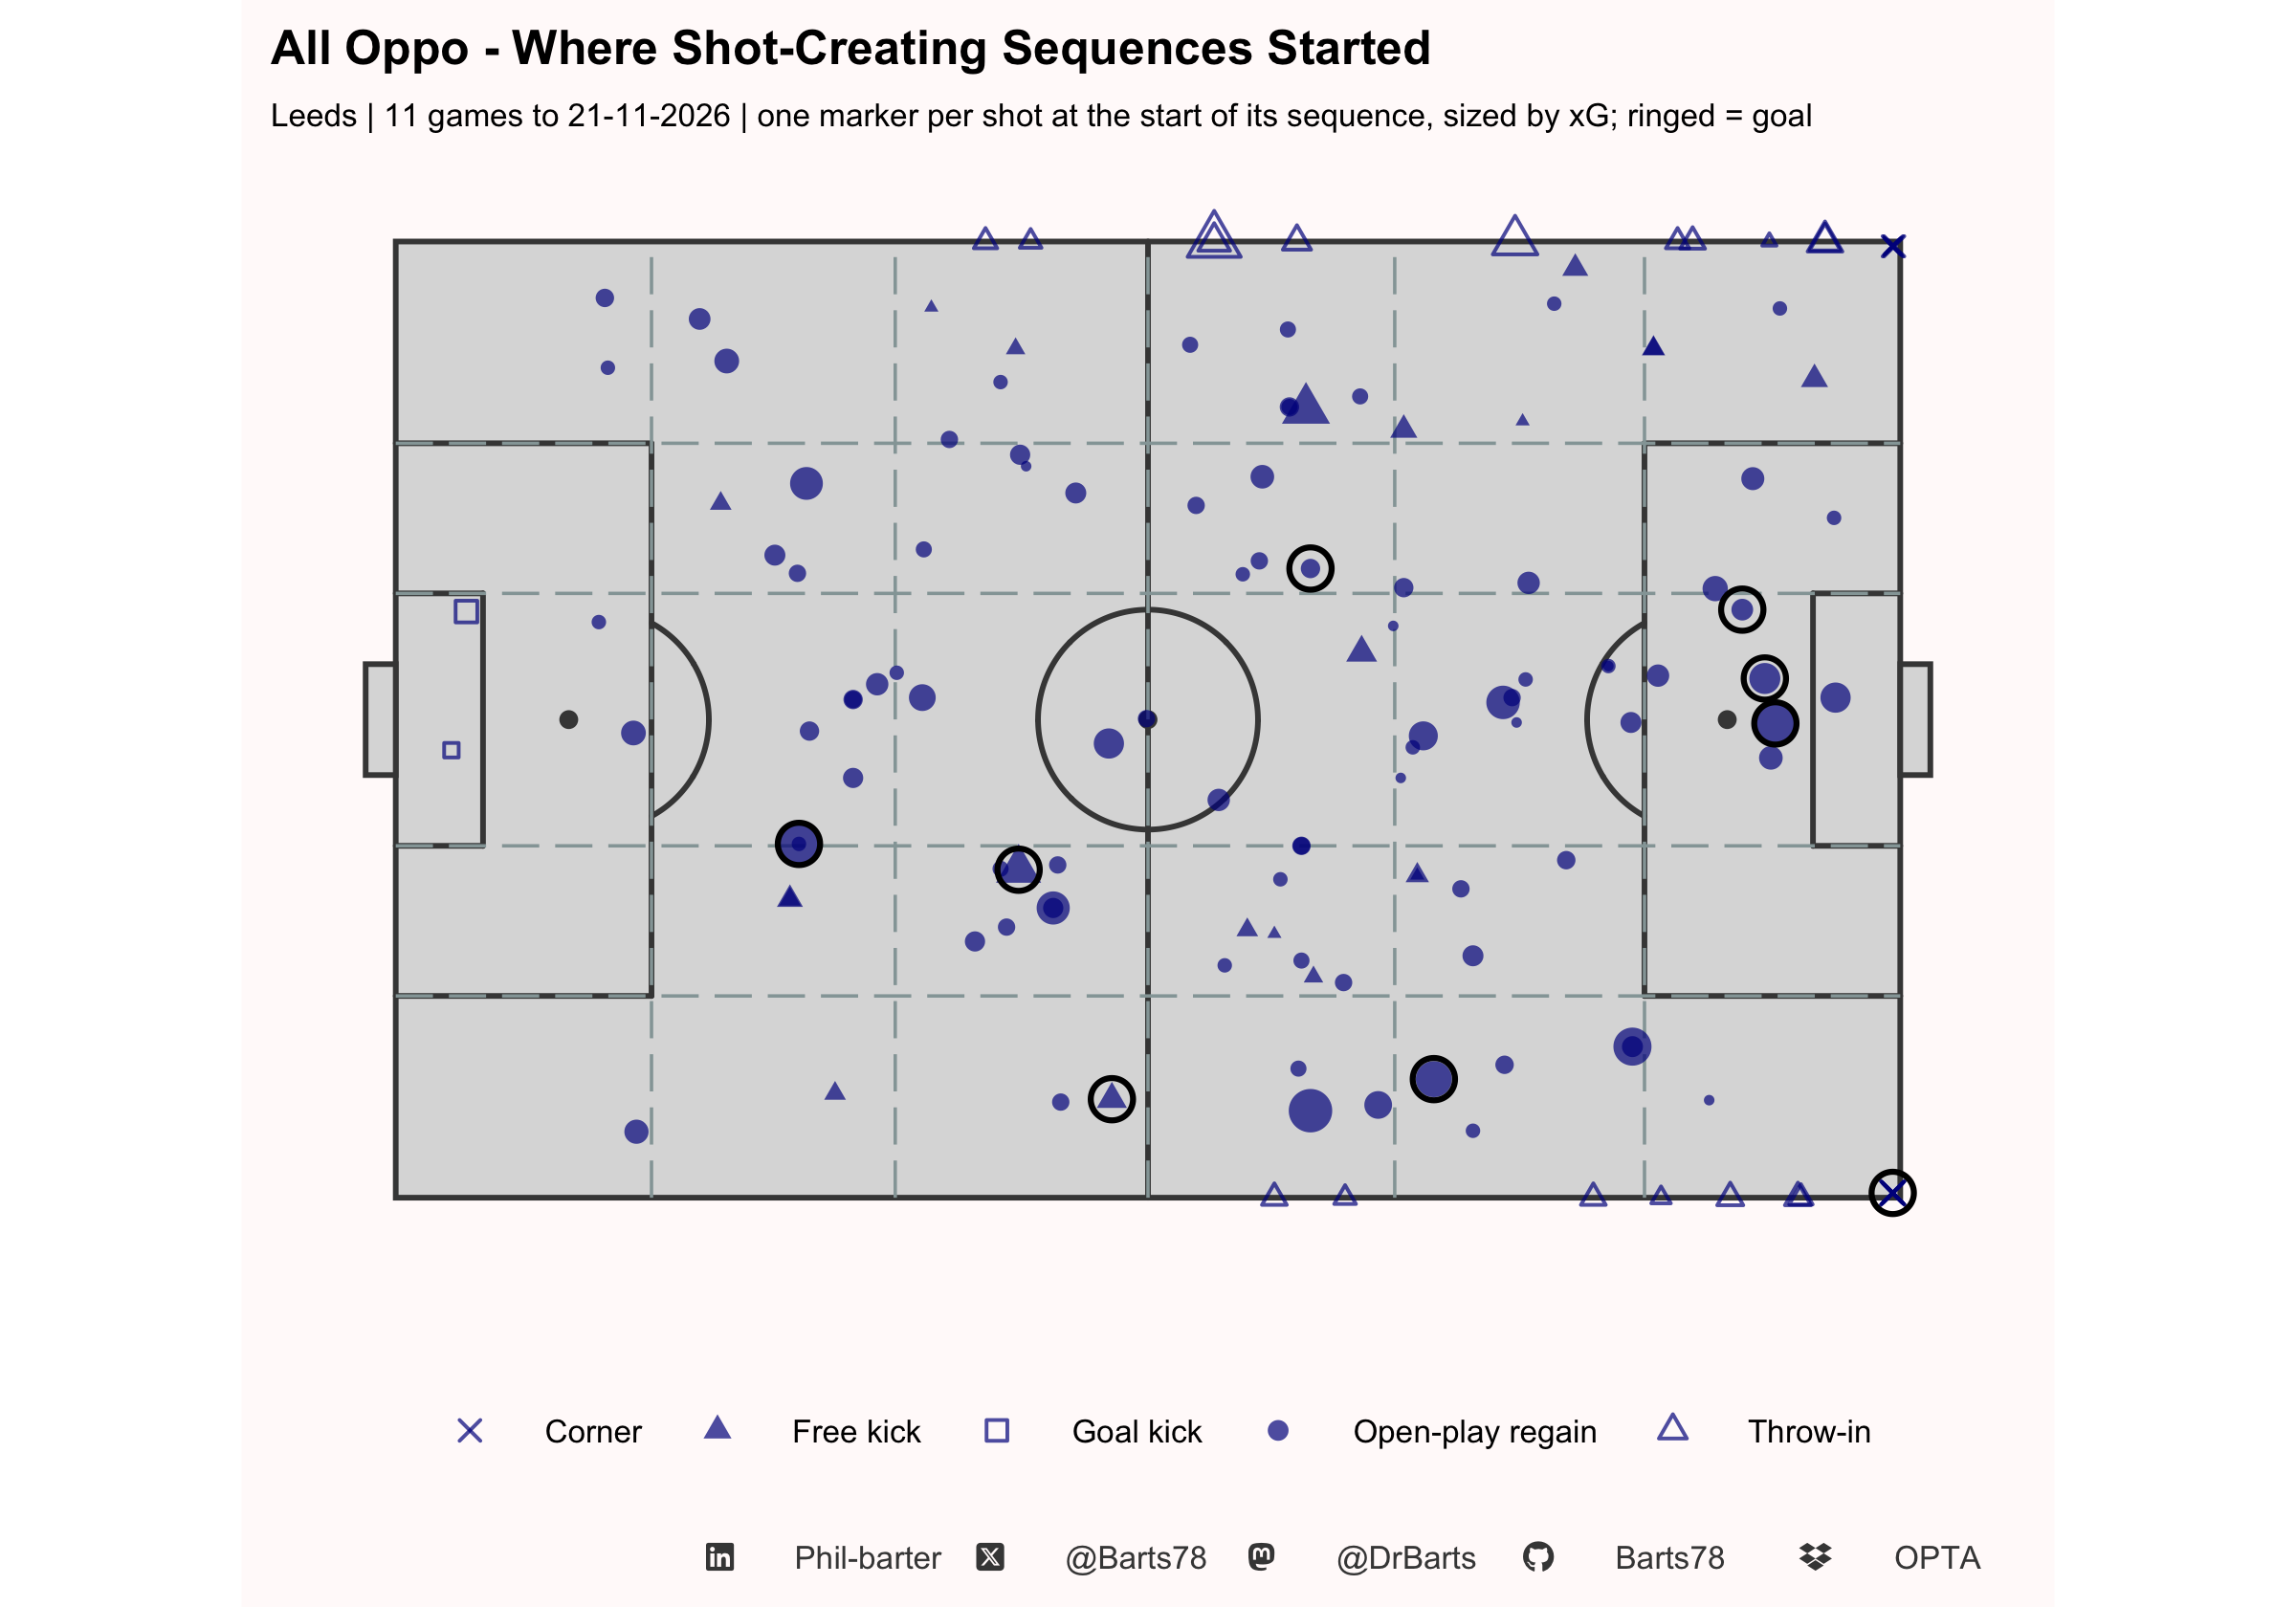 All Oppo - Where Shot-Creating Sequences Started
Leeds | 11 games to 21-11-2026 | one marker per shot at the start of its sequence, sized by xG; ringed = goal
Corner Free kick Goal kick Open-play regain Throw-in
Phil-barter @Barts78 @DrBarts Barts78 OPTA